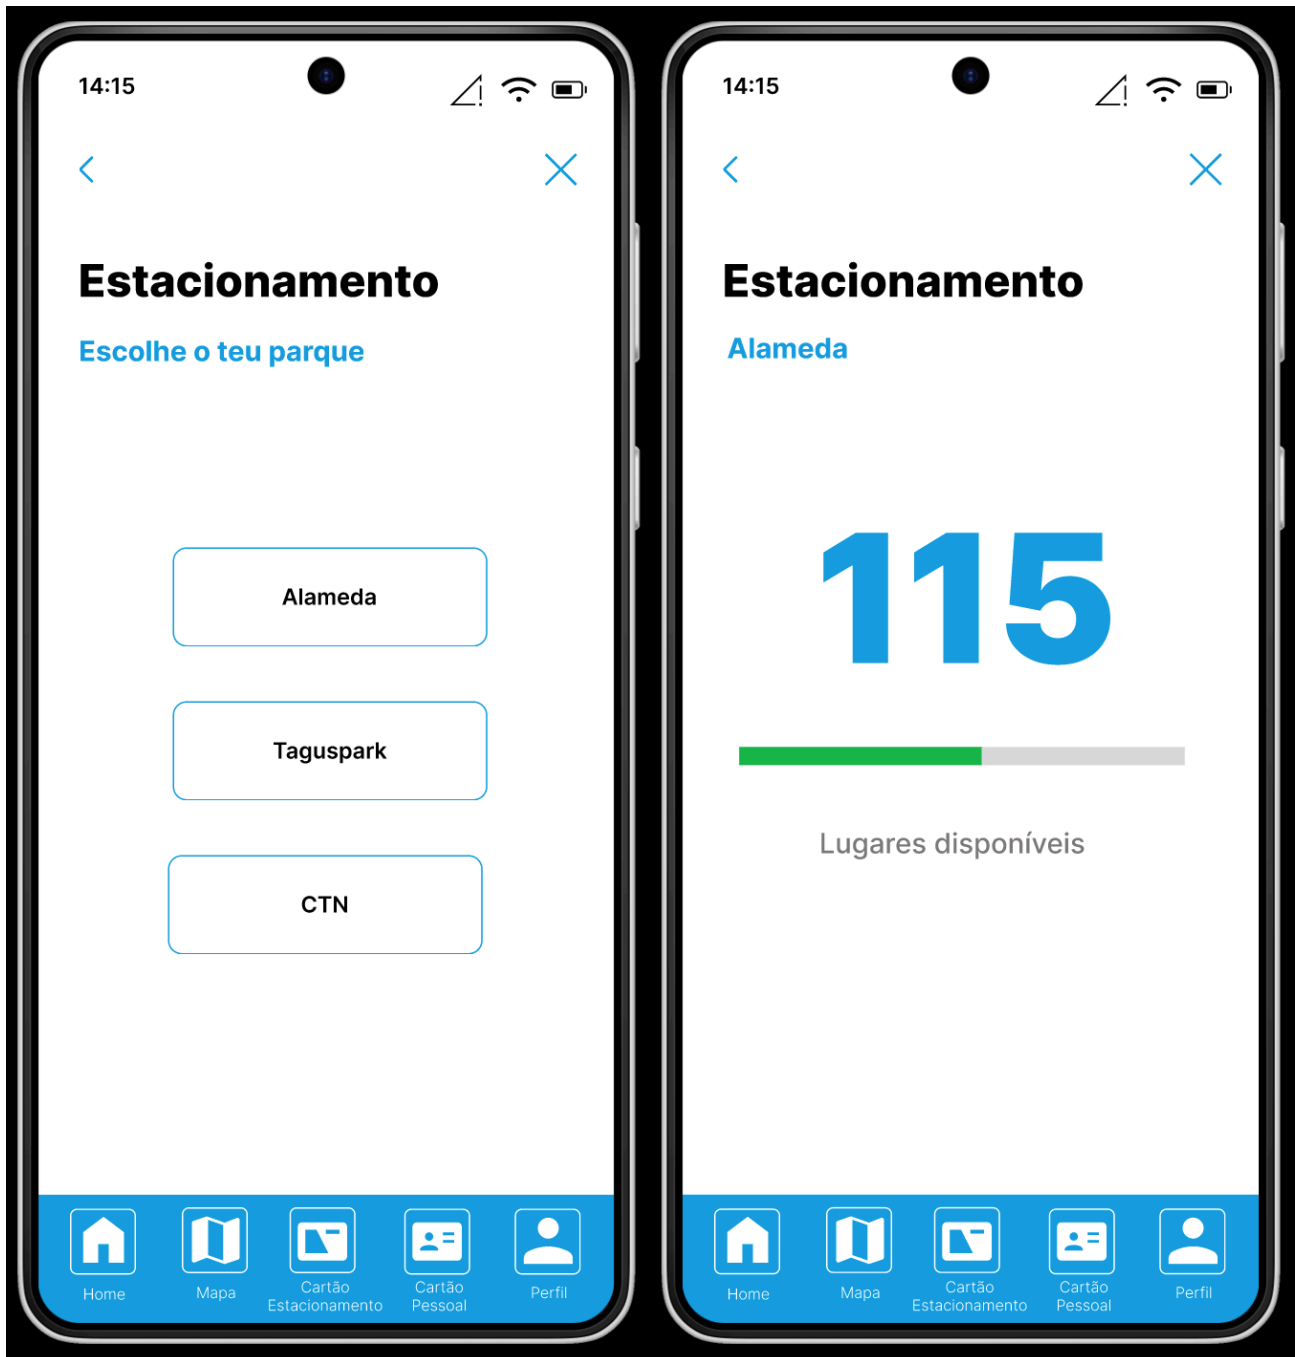 14:15
Estacionamento
Escolhe o teu parque
Alameda
Taguspark
CTN
Home
Mapa
Cartão
Estacionamento
Cartão
Pessoal
Perfil
14:15
Estacionamento
Alameda
115
Lugares disponíveis
Home
Mapa
Cartão
Estacionamento
Cartão
Pessoal
Perfil